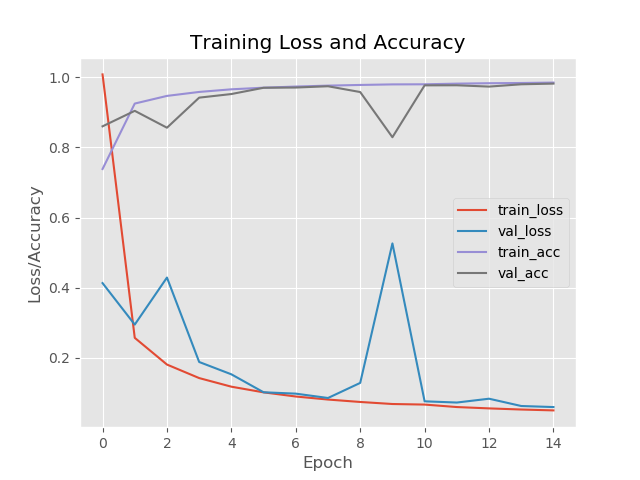 Training Loss and Accuracy
Loss/Accuracy
1.0
0.8
0.6
0.4
0.2
train_loss
val_loss
train_acc
val_acc
0 2 4 6 8 10 12 14
Epoch